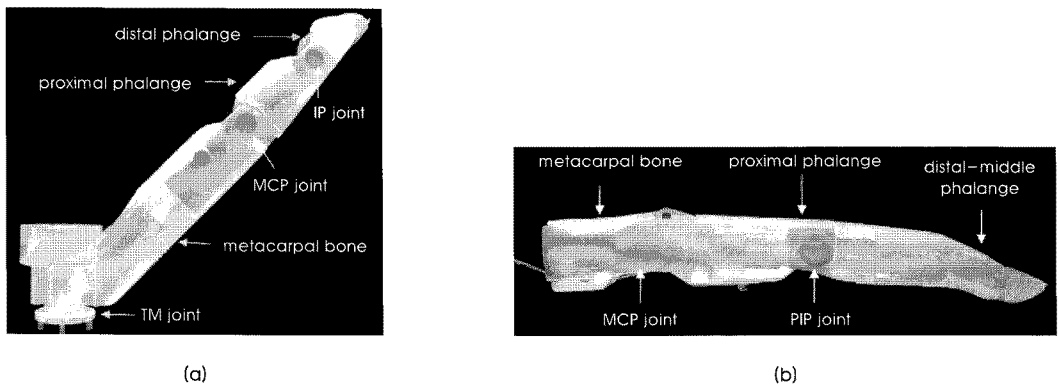 distal phalange
proximal phalange
IP joint
MCP joint
metacarpal bone
TM joint
(a)
metacarpal bone
proximal phalange
distal–middle
phalange
MCP joint
PIP joint
(b)